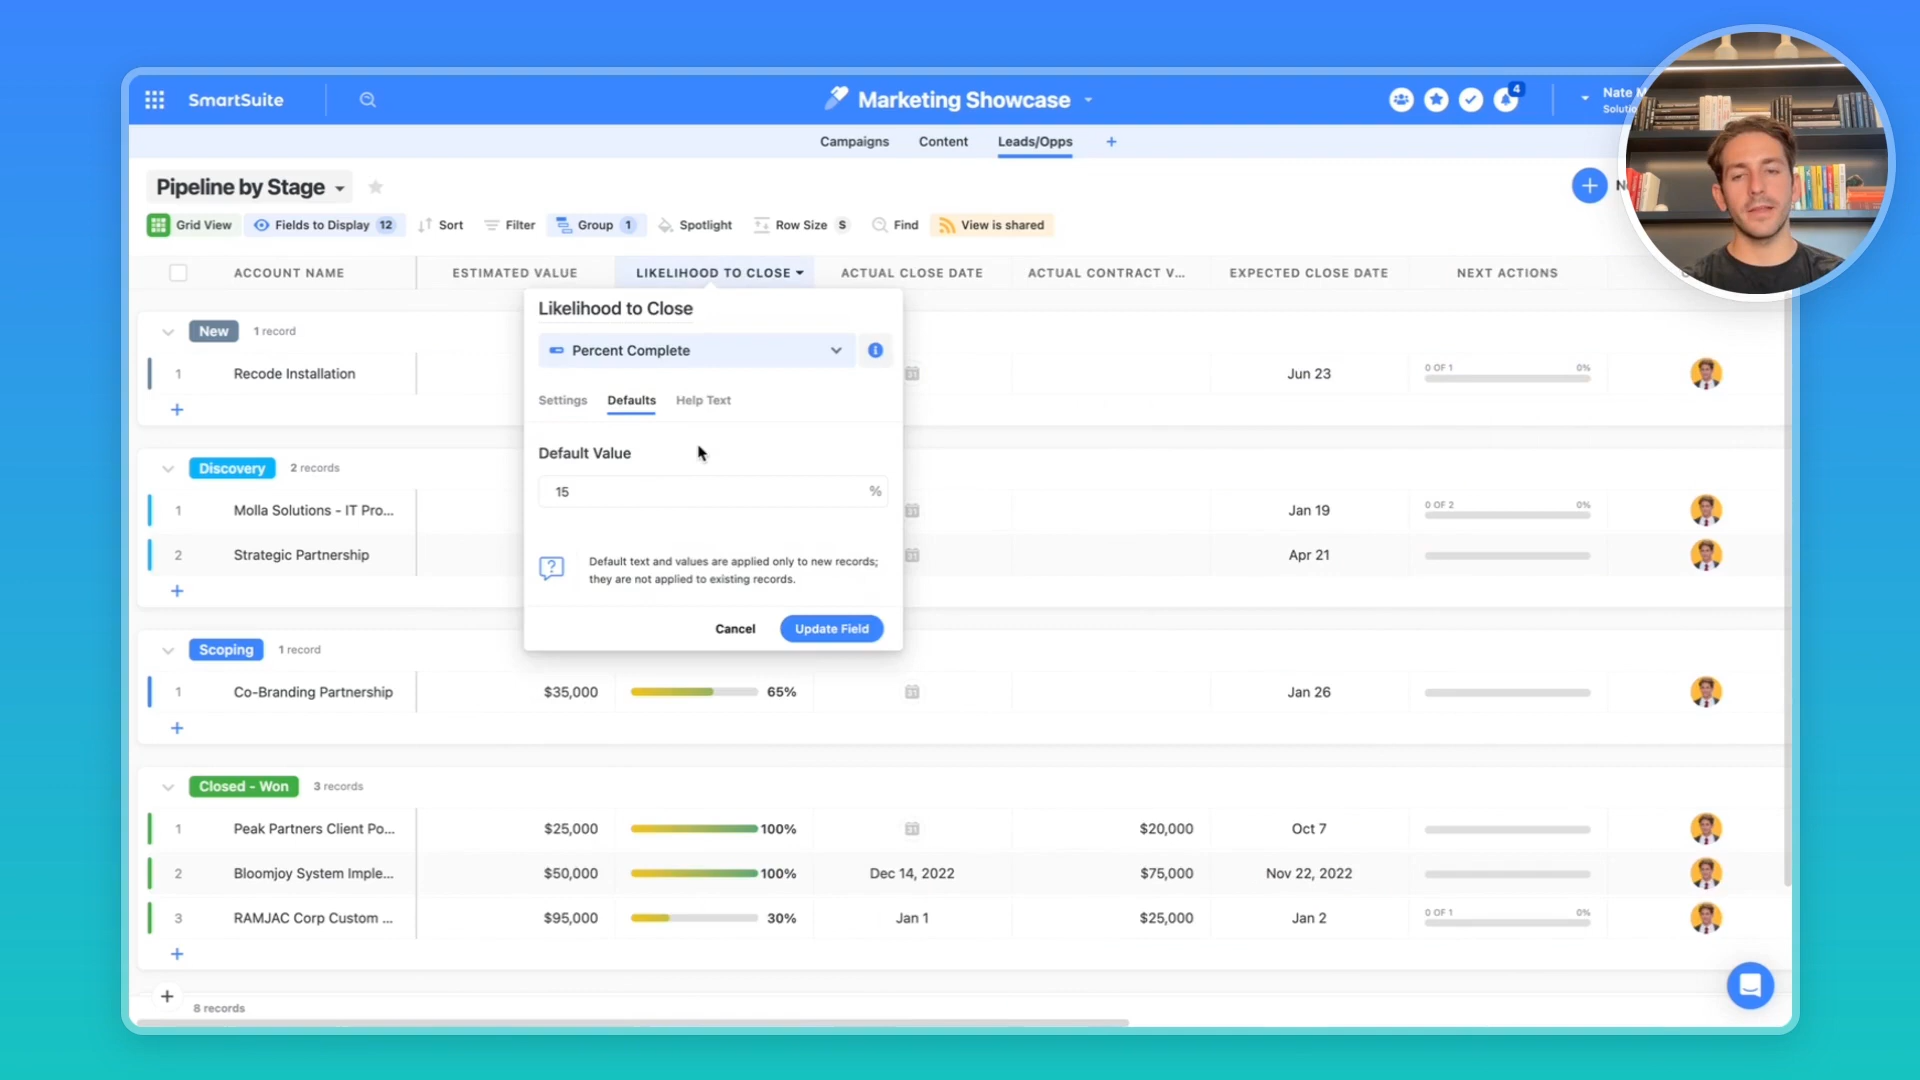 SmartSuite
Marketing Showcase
4
Nate M
Solutio
Campaigns
Content
Leads/Opps
+
Pipeline by Stage
Grid View
Fields to Display 12
Sort
Filter
Group 1
Spotlight
Row Size S
Find
View is shared
ACCOUNT NAME
ESTIMATED VALUE
LIKELIHOOD TO CLOSE
ACTUAL CLOSE DATE
ACTUAL CONTRACT V...
EXPECTED CLOSE DATE
NEXT ACTIONS
Likelihood to Close
Percent Complete
Settings
Defaults
Help Text
Default Value
15 %
Default text and values are applied only to new records;
they are not applied to existing records.
Cancel
Update Field
New 1 record
1 Recode Installation 31 Jun 23 0 OF 1 0%
+
Discovery 2 records
1 Molla Solutions - IT Pro... 31 Jan 19 0 OF 2 0%
2 Strategic Partnership 31 Apr 21
+
Scoping 1 record
1 Co-Branding Partnership $35,000 65% 31 Jan 26
+
Closed - Won 3 records
1 Peak Partners Client Po... $25,000 100% 31 $20,000 Oct 7
2 Bloomjoy System Imple... $50,000 100% Dec 14, 2022 $75,000 Nov 22, 2022
3 RAMJAC Corp Custom ... $95,000 30% Jan 1 $25,000 Jan 2 0 OF 1 0%
+
+
8 records